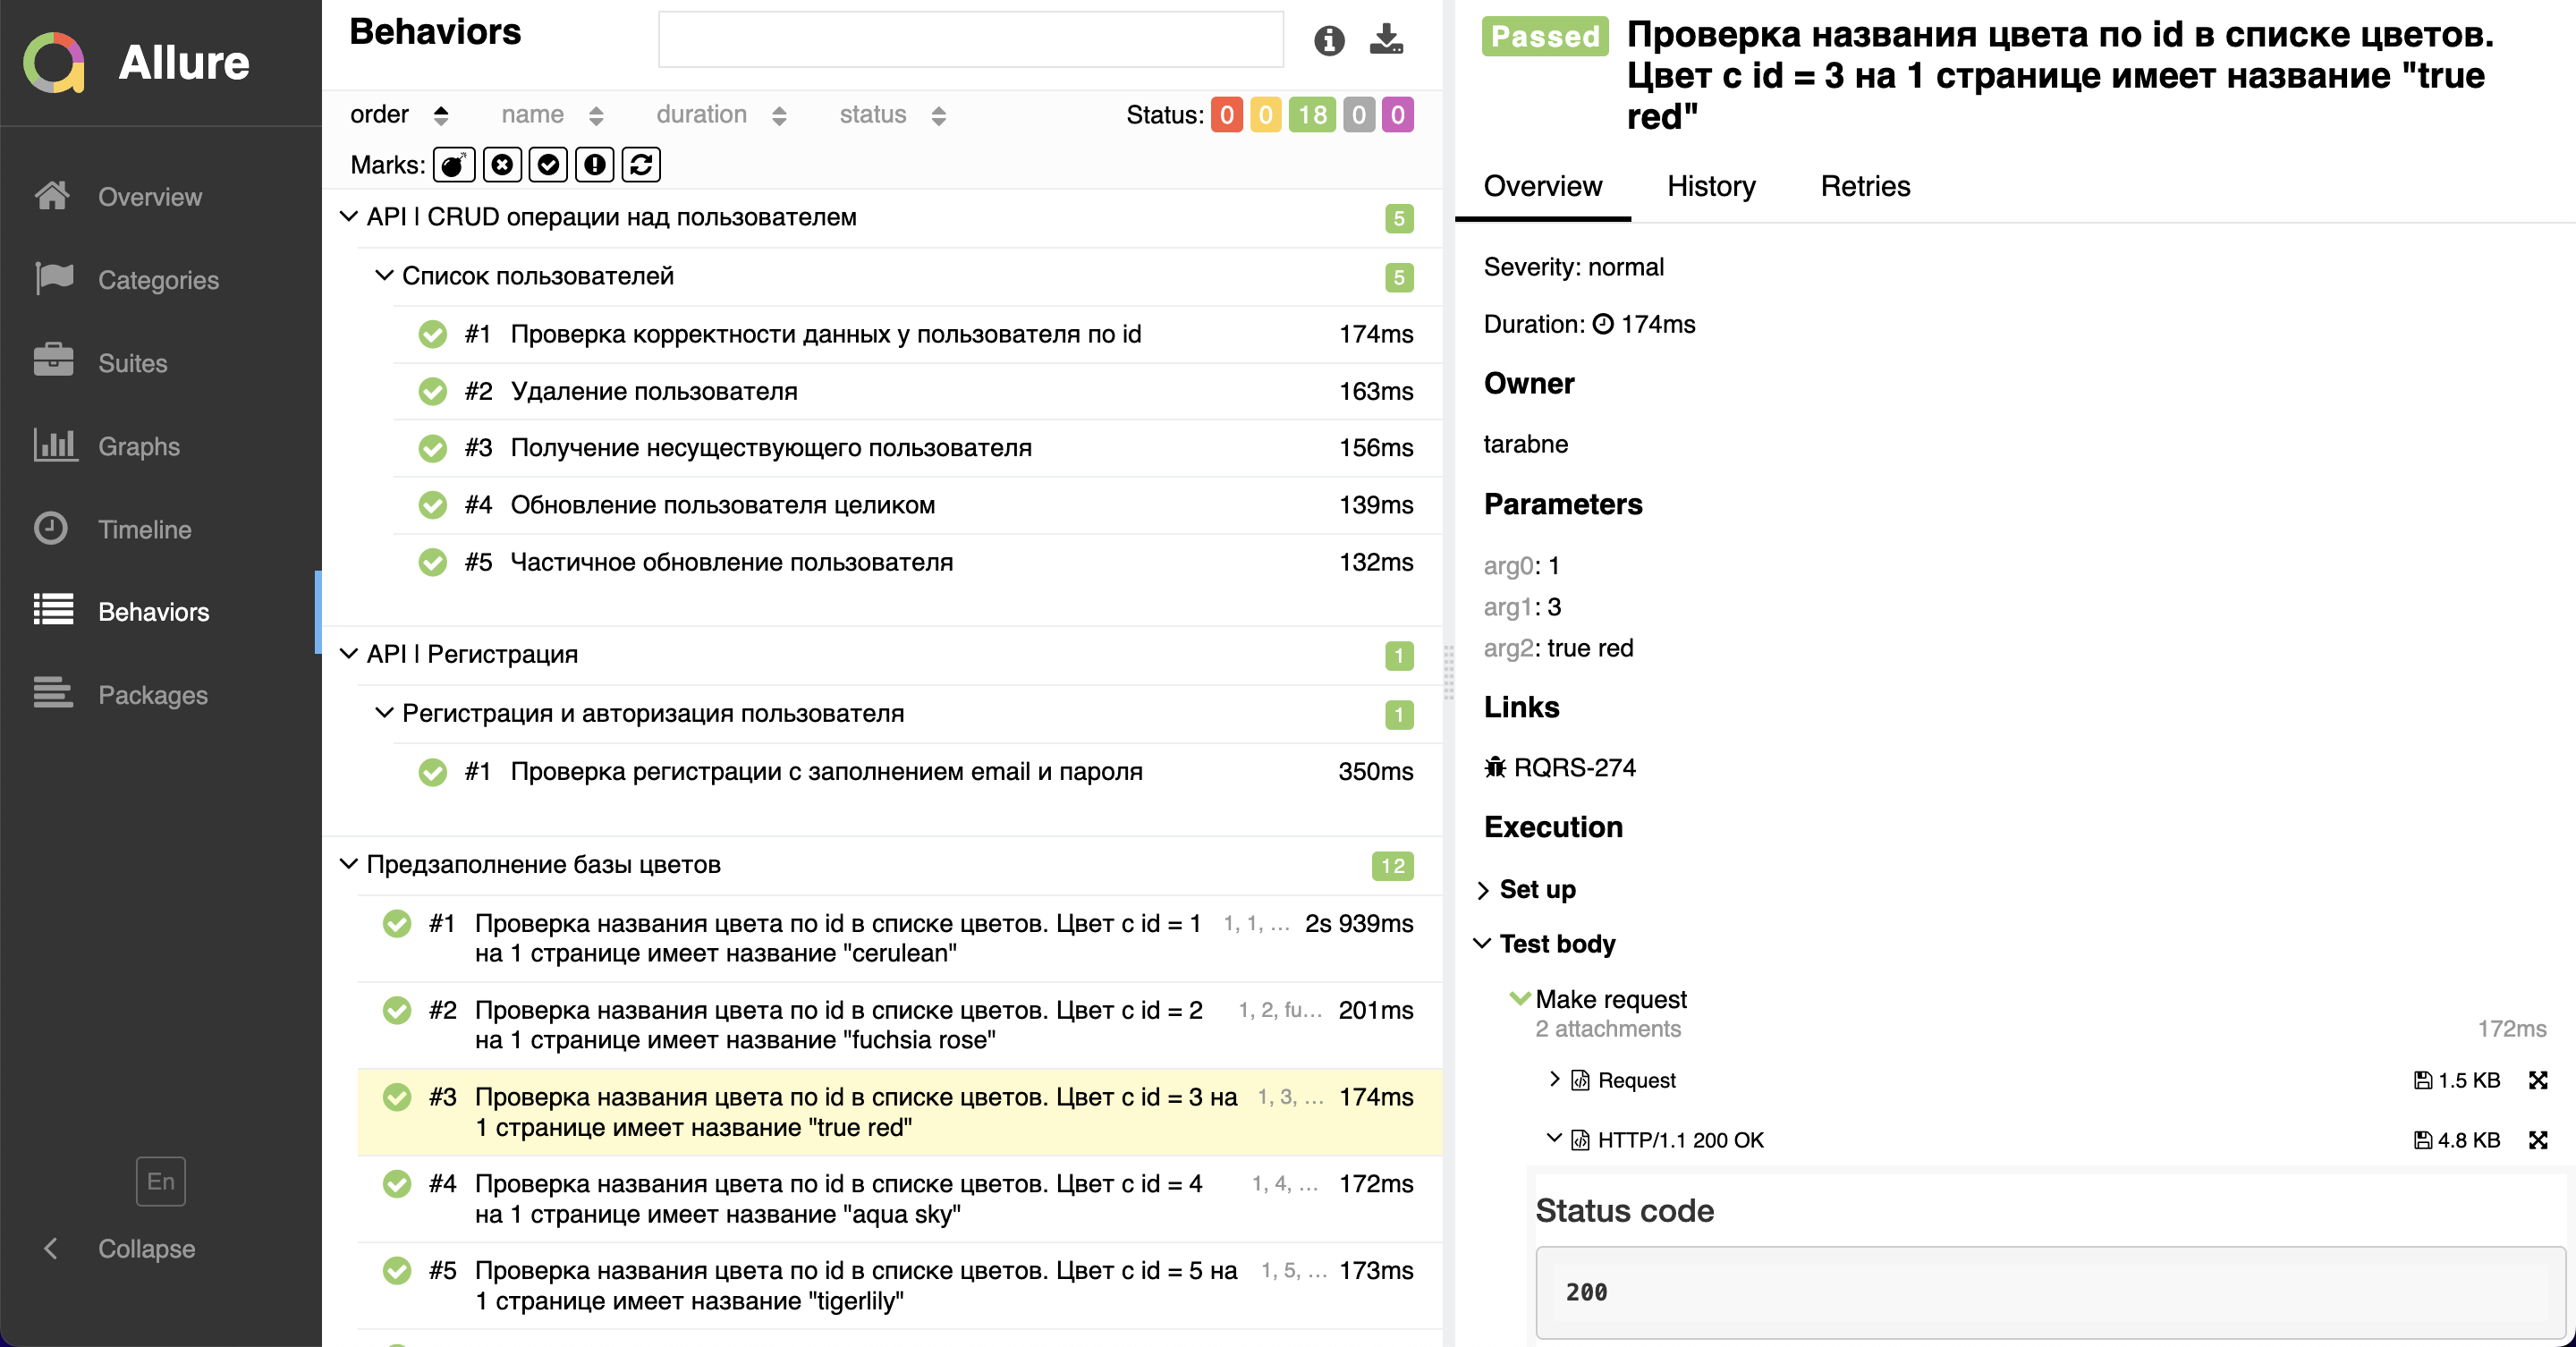 Allure
Overview
Categories
Suites
Graphs
Timeline
Behaviors
Packages
En
Collapse
Behaviors
order name duration status Status: 0 0 18 0 0
Marks:
API | CRUD операции над пользователем 5
Список пользователей 5
#1 Проверка корректности данных у пользователя по id 174ms
#2 Удаление пользователя 163ms
#3 Получение несуществующего пользователя 156ms
#4 Обновление пользователя целиком 139ms
#5 Частичное обновление пользователя 132ms
API | Регистрация 1
Регистрация и авторизация пользователя 1
#1 Проверка регистрации с заполнением email и пароля 350ms
Предзаполнение базы цветов 12
#1 Проверка названия цвета по id в списке цветов. Цвет с id = 1 1, 1, ... 2s 939ms
на 1 странице имеет название "cerulean"
#2 Проверка названия цвета по id в списке цветов. Цвет с id = 2 1, 2, fu... 201ms
на 1 странице имеет название "fuchsia rose"
#3 Проверка названия цвета по id в списке цветов. Цвет с id = 3 на 1, 3, ... 174ms
1 странице имеет название "true red"
#4 Проверка названия цвета по id в списке цветов. Цвет с id = 4 1, 4, ... 172ms
на 1 странице имеет название "aqua sky"
#5 Проверка названия цвета по id в списке цветов. Цвет с id = 5 на 1, 5, ... 173ms
1 странице имеет название "tigerlily"
Passed Проверка названия цвета по id в списке цветов.
Цвет с id = 3 на 1 странице имеет название "true
red"
Overview History Retries
Severity: normal
Duration: 174ms
Owner
tarabne
Parameters
arg0: 1
arg1: 3
arg2: true red
Links
RQRS-274
Execution
Set up
Test body
Make request
2 attachments 172ms
Request 1.5 KB
HTTP/1.1 200 OK 4.8 KB
Status code
200